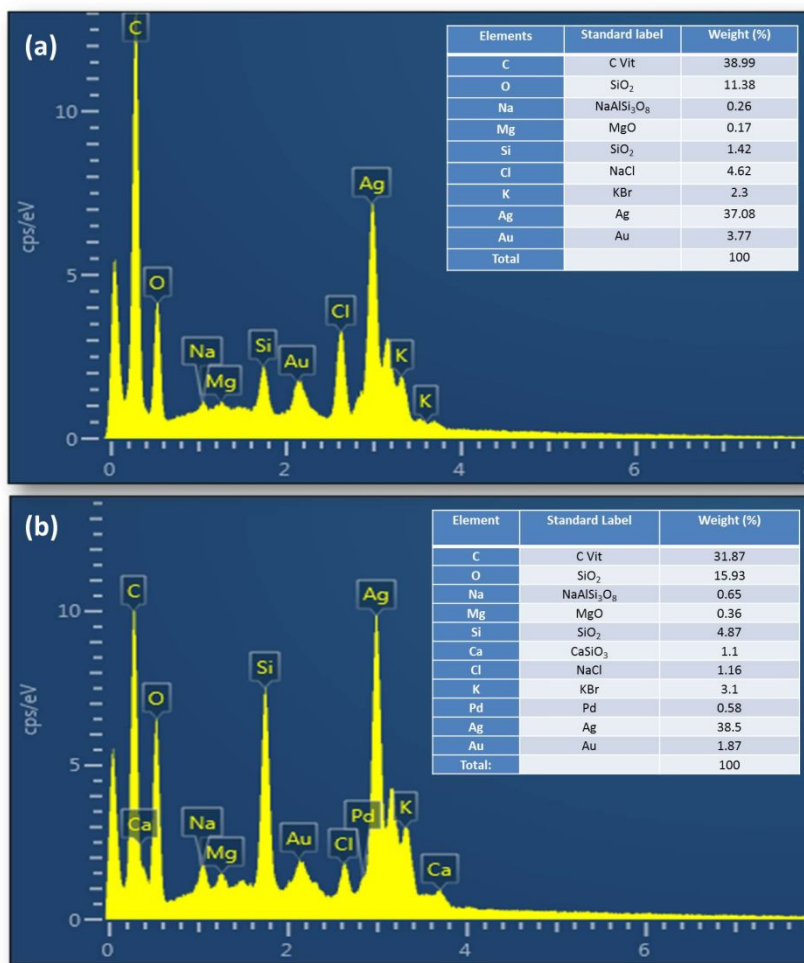 (a)
C
O
Na
Mg
Si
Au
Cl
Ag
K
K
cps/eV
10
5
0
0 2 4 6
Elements Standard label Weight (%)
C C Vit 38.99
O SiO₂ 11.38
Na NaAlSi₃O₈ 0.26
Mg MgO 0.17
Si SiO₂ 1.42
Cl NaCl 4.62
K KBr 2.3
Ag Ag 37.08
Au Au 3.77
Total 100
(b)
C
Ca
O
Na
Mg
Si
Au
Cl
Pd
Ag
K
Ca
cps/eV
10
5
0
0 2 4 6
Element Standard Label Weight (%)
C C Vit 31.87
O SiO₂ 15.93
Na NaAlSi₃O₈ 0.65
Mg MgO 0.36
Si SiO₂ 4.87
Ca CaSiO₃ 1.1
Cl NaCl 1.16
K KBr 3.1
Pd Pd 0.58
Ag Ag 38.5
Au Au 1.87
Total: 100